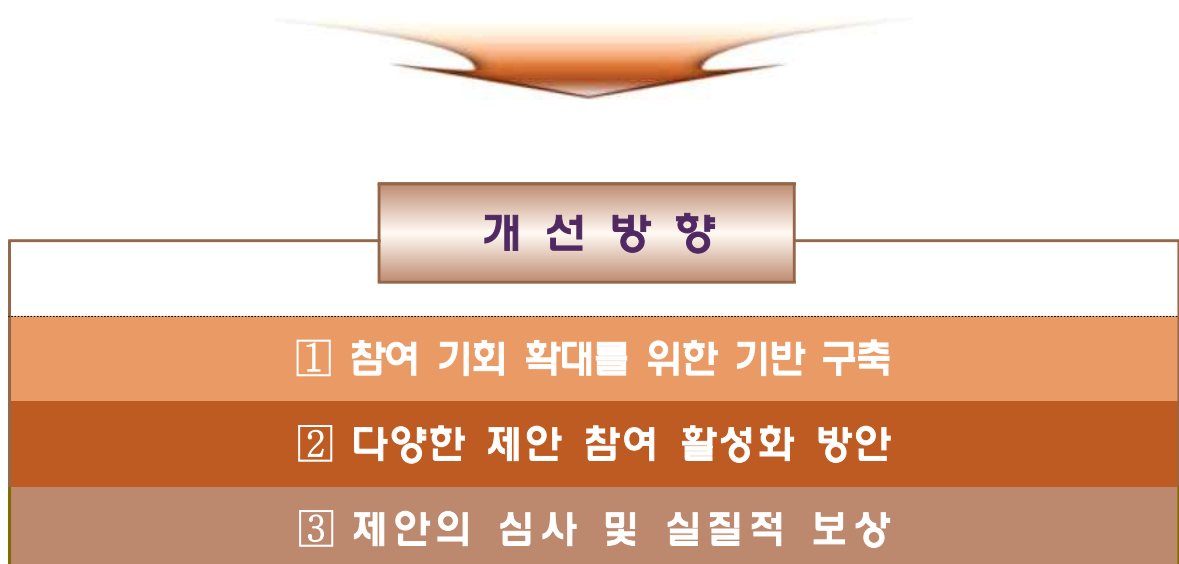 개 선 방 향
1 참여 기회 확대를 위한 기반 구축
2 다양한 제안 참여 활성화 방안
3 제안의 심사 및 실질적 보상